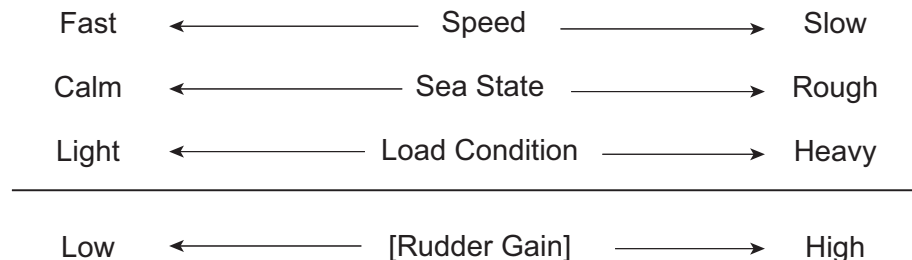 Fast Speed Slow
Calm Sea State Rough
Light Load Condition Heavy
Low [Rudder Gain] High